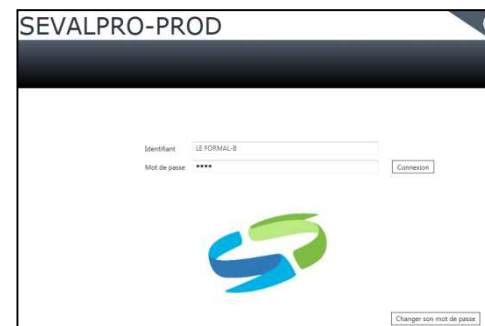 SEVALPRO-PROD
Identifiant LE FORMAL-B
Mot de passe •••• Connexion
Changer son mot de passe